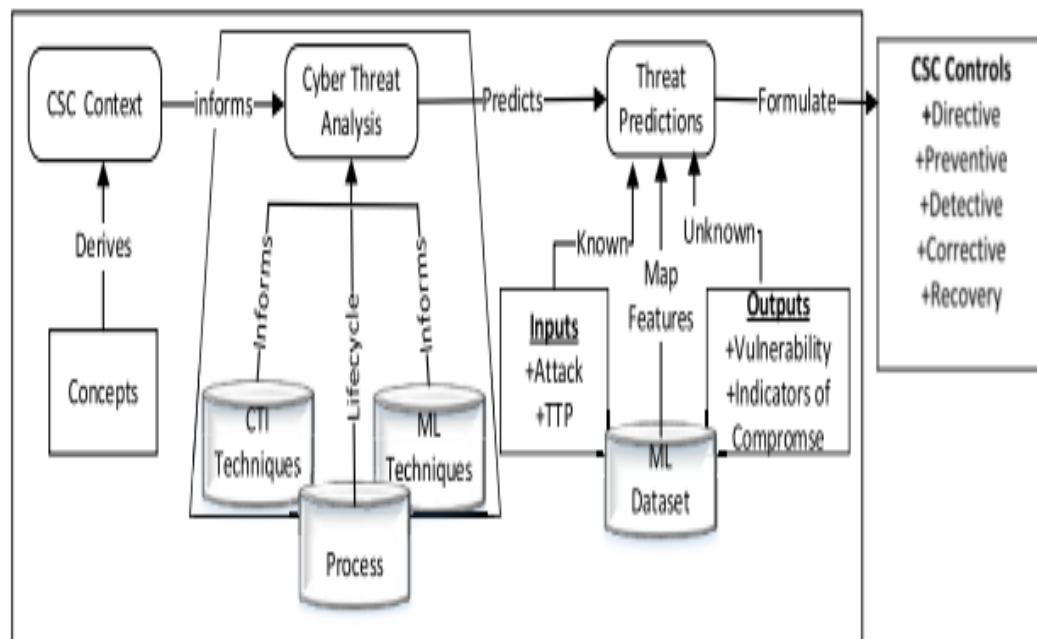 CSC Context
informs
Cyber Threat
Analysis
Predicts
Threat
Predictions
Formulate
CSC Controls
+Directive
+Preventive
+Detective
+Corrective
+Recovery
Derives
Concepts
Informs
Lifecycle
Informs
CTI
Techniques
ML
Techniques
Process
Known
Map
Features
Unknown
Inputs
+Attack
+TTP
Outputs
+Vulnerability
+Indicators of
Compromse
ML
Dataset